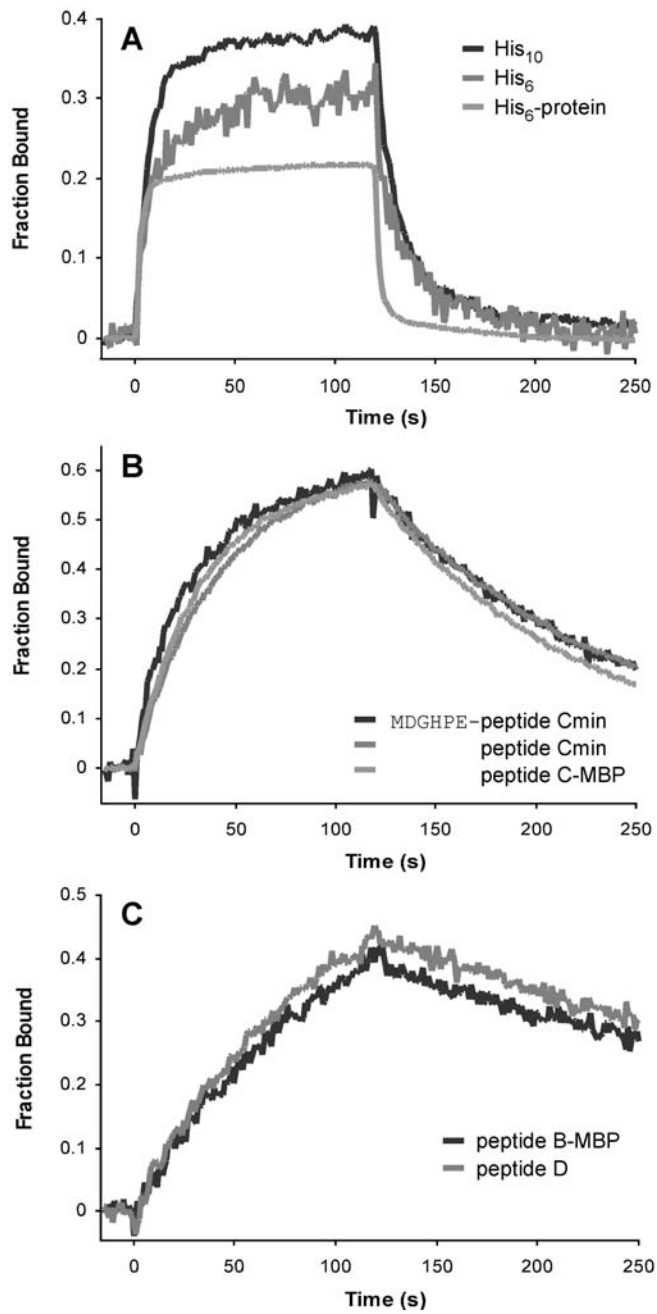 A
His₁₀
His₆
His₆-protein
Fraction Bound
0.4
0.3
0.2
0.1
0
0 50 100 150 200 250
Time (s)
B
Fraction Bound
0.6
0.5
0.4
0.3
0.2
0.1
0
MDGHPE-peptide Cmin
peptide Cmin
peptide C-MBP
0 50 100 150 200 250
Time (s)
C
Fraction Bound
0.5
0.4
0.3
0.2
0.1
0
peptide B-MBP
peptide D
0 50 100 150 200 250
Time (s)